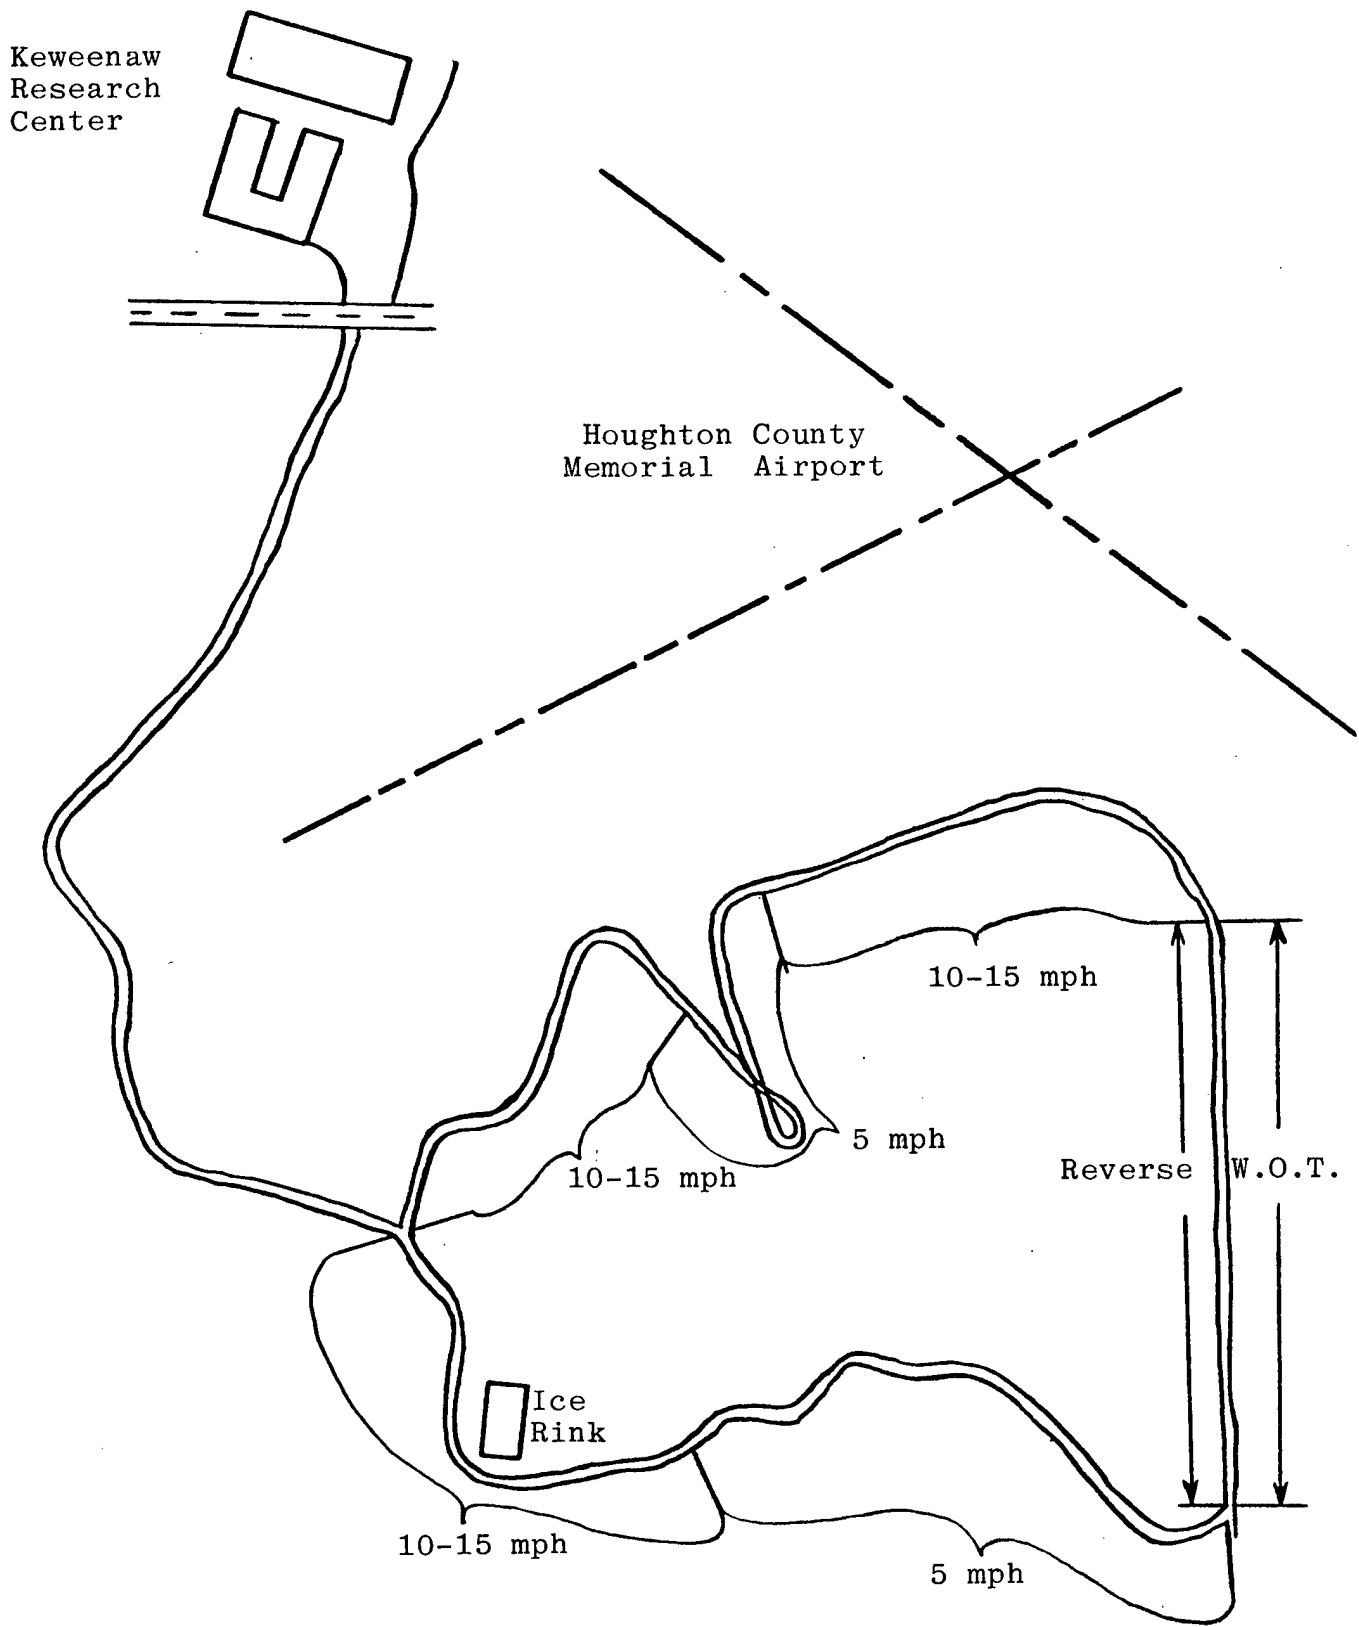 Keweenaw
Research
Center
Houghton County
Memorial Airport
10-15 mph
5 mph
10-15 mph
Reverse
W.O.T.
Ice
Rink
10-15 mph
5 mph